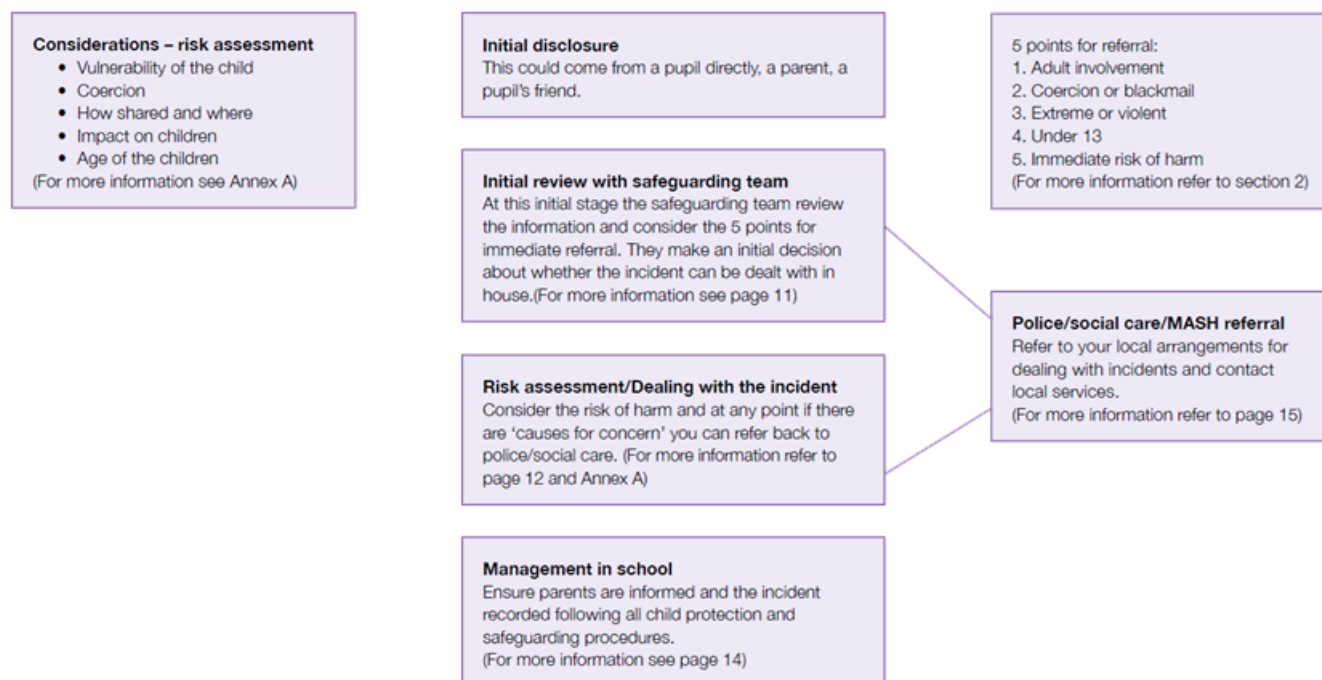 Considerations – risk assessment
• Vulnerability of the child
• Coercion
• How shared and where
• Impact on children
• Age of the children
(For more information see Annex A)
Initial disclosure
This could come from a pupil directly, a parent, a
pupil's friend.
Initial review with safeguarding team
At this initial stage the safeguarding team review
the information and consider the 5 points for
immediate referral. They make an initial decision
about whether the incident can be dealt with in
house.(For more information see page 11)
Risk assessment/Dealing with the incident
Consider the risk of harm and at any point if there
are ‘causes for concern’ you can refer back to
police/social care. (For more information refer to
page 12 and Annex A)
Management in school
Ensure parents are informed and the incident
recorded following all child protection and
safeguarding procedures.
(For more information see page 14)
5 points for referral:
1. Adult involvement
2. Coercion or blackmail
3. Extreme or violent
4. Under 13
5. Immediate risk of harm
(For more information refer to section 2)
Police/social care/MASH referral
Refer to your local arrangements for
dealing with incidents and contact
local services.
(For more information refer to page 15)